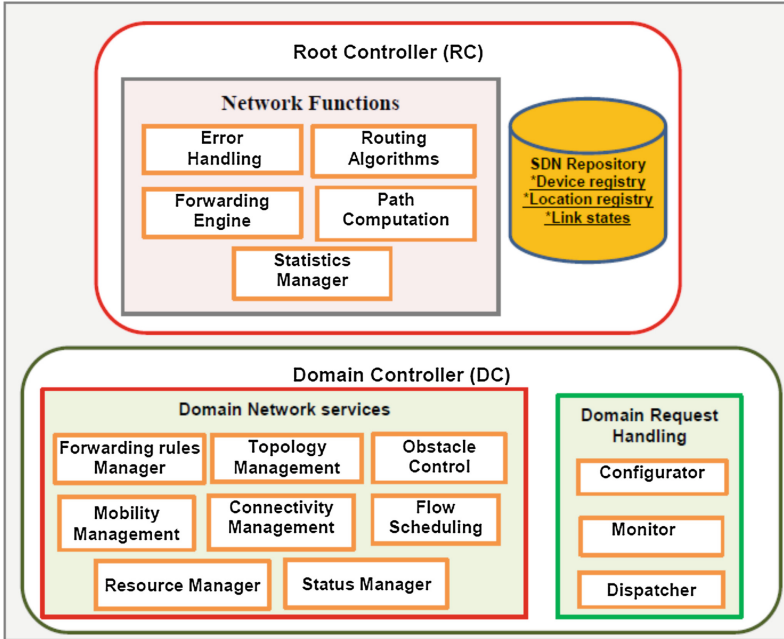 Root Controller (RC)
Network Functions
Error
Handling
Routing
Algorithms
Forwarding
Engine
Path
Computation
Statistics
Manager
SDN Repository
*Device registry
*Location registry
*Link states
Domain Controller (DC)
Domain Network services
Forwarding rules
Manager
Topology
Management
Obstacle
Control
Mobility
Management
Connectivity
Management
Flow
Scheduling
Resource Manager
Status Manager
Domain Request
Handling
Configurator
Monitor
Dispatcher